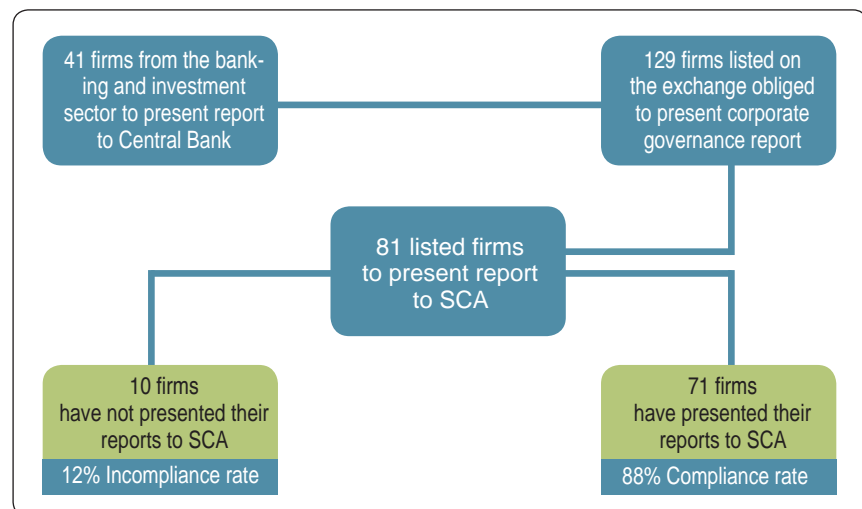 41 firms from the bank-
ing and investment
sector to present report
to Central Bank
129 firms listed on
the exchange obliged
to present corporate
governance report
81 listed firms
to present report
to SCA
10 firms
have not presented their
reports to SCA
12% Incompliance rate
71 firms
have presented their
reports to SCA
88% Compliance rate